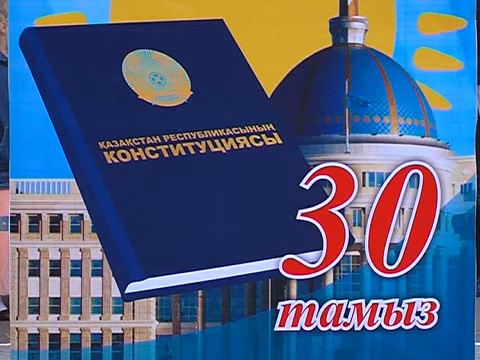 ҚАЗАҚСТАН РЕСПУБЛИКАСЫНЫҢ
КОНСТИТУЦИЯСЫ
30
тамыз